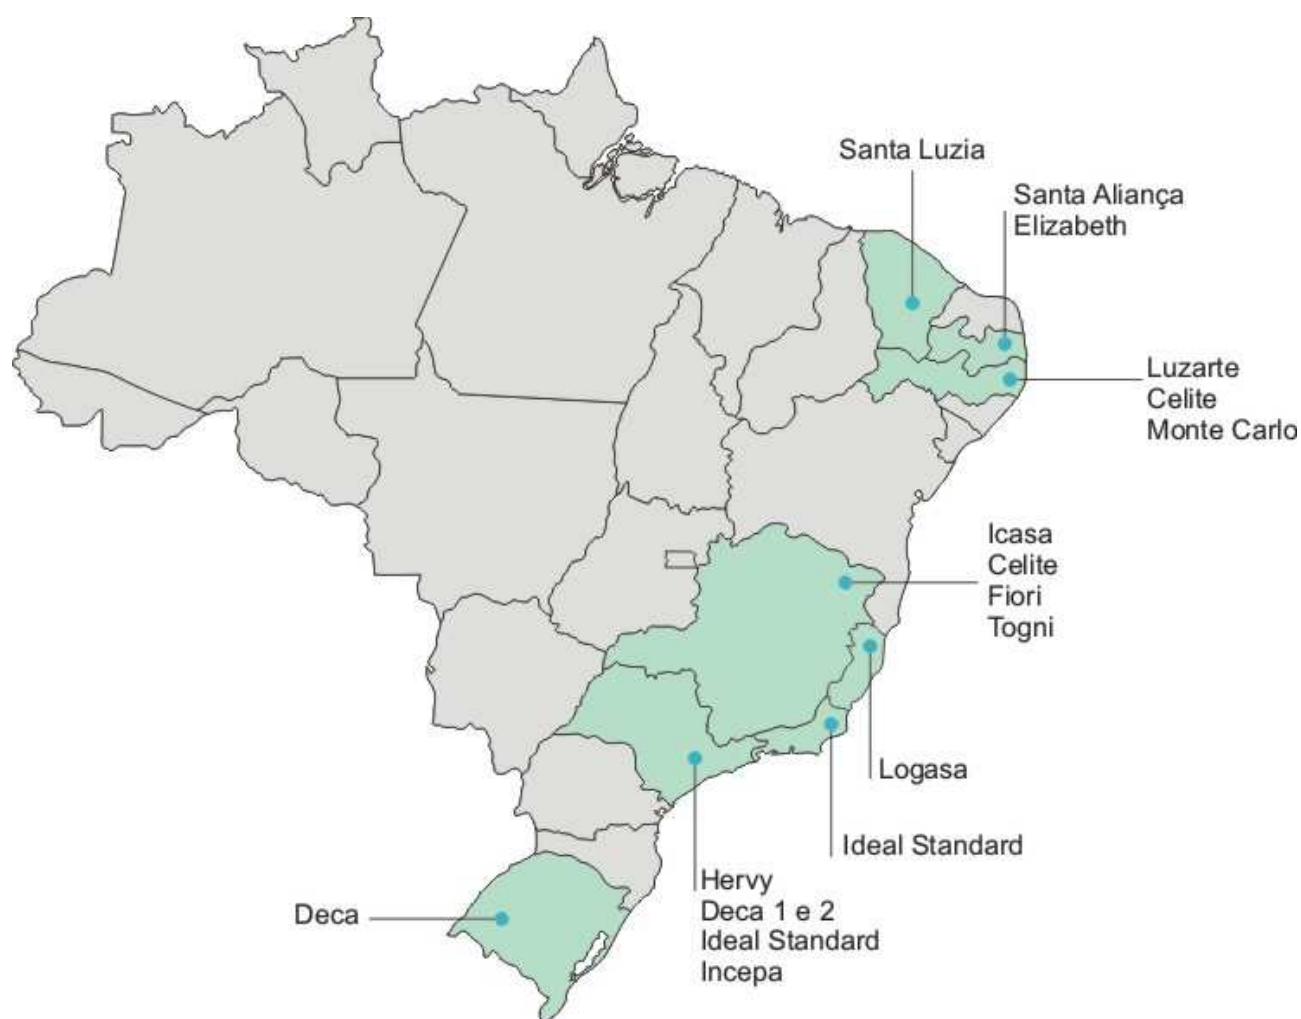 Santa Luzia
Santa Aliança
Elizabeth
Luzarte
Celite
Monte Carlo
Icasa
Celite
Fiori
Togni
Logasa
Ideal Standard
Hervy
Deca 1 e 2
Ideal Standard
Incepa
Deca